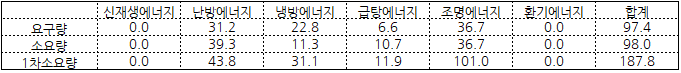 신재생에너지 난방에너지 냉방에너지 급탕에너지 조명에너지 환기에너지 합계
요구량 0.0 31.2 22.8 6.6 36.7 0.0 97.4
소요량 0.0 39.3 11.3 10.7 36.7 0.0 98.0
1차소요량 0.0 43.8 31.1 11.9 101.0 0.0 187.8